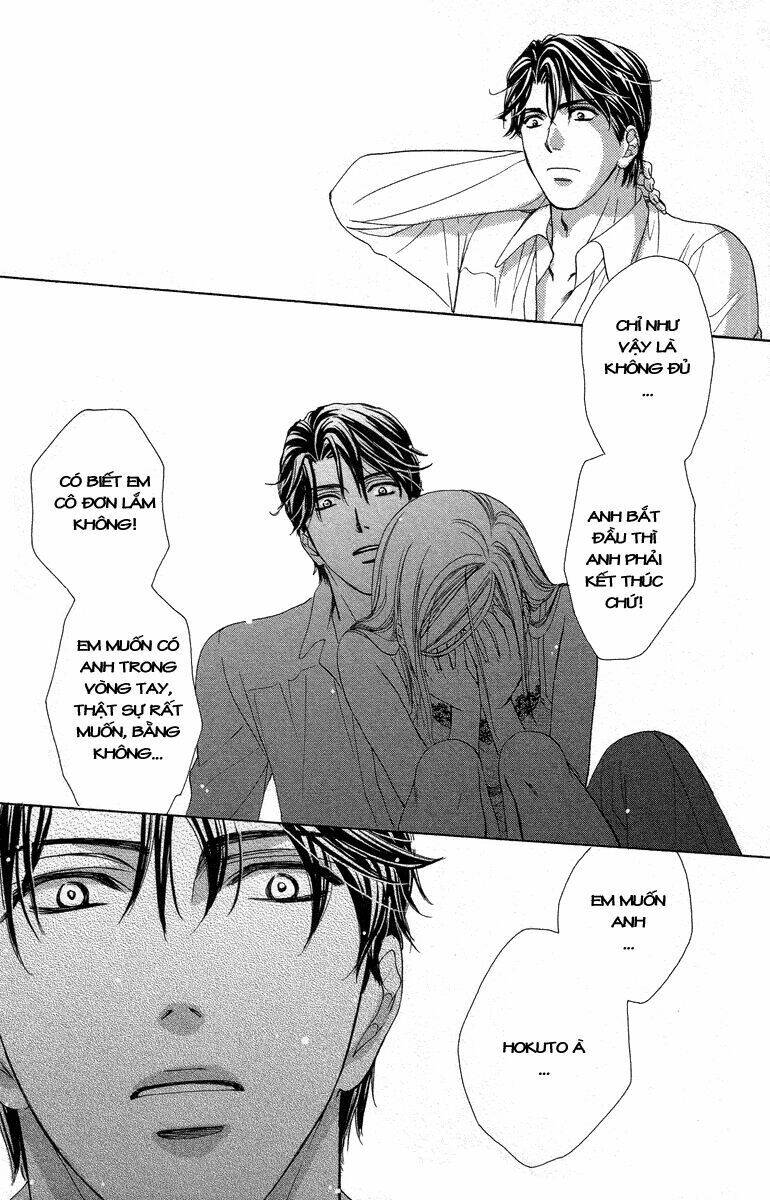 CHỈ NHƯ
VẬY LÀ
KHÔNG ĐỦ
...
ANH BẮT
ĐẦU THÌ
ANH PHẢI
KẾT THÚC
CHỨ!
CÓ BIẾT EM
CÔ ĐƠN LẮM
KHÔNG!
EM MUỐN CÓ
ANH TRONG
VÒNG TAY,
THẬT SỰ RẤT
MUỐN, BẰNG
KHÔNG...
EM MUỐN
ANH
...
HOKUTO À
...